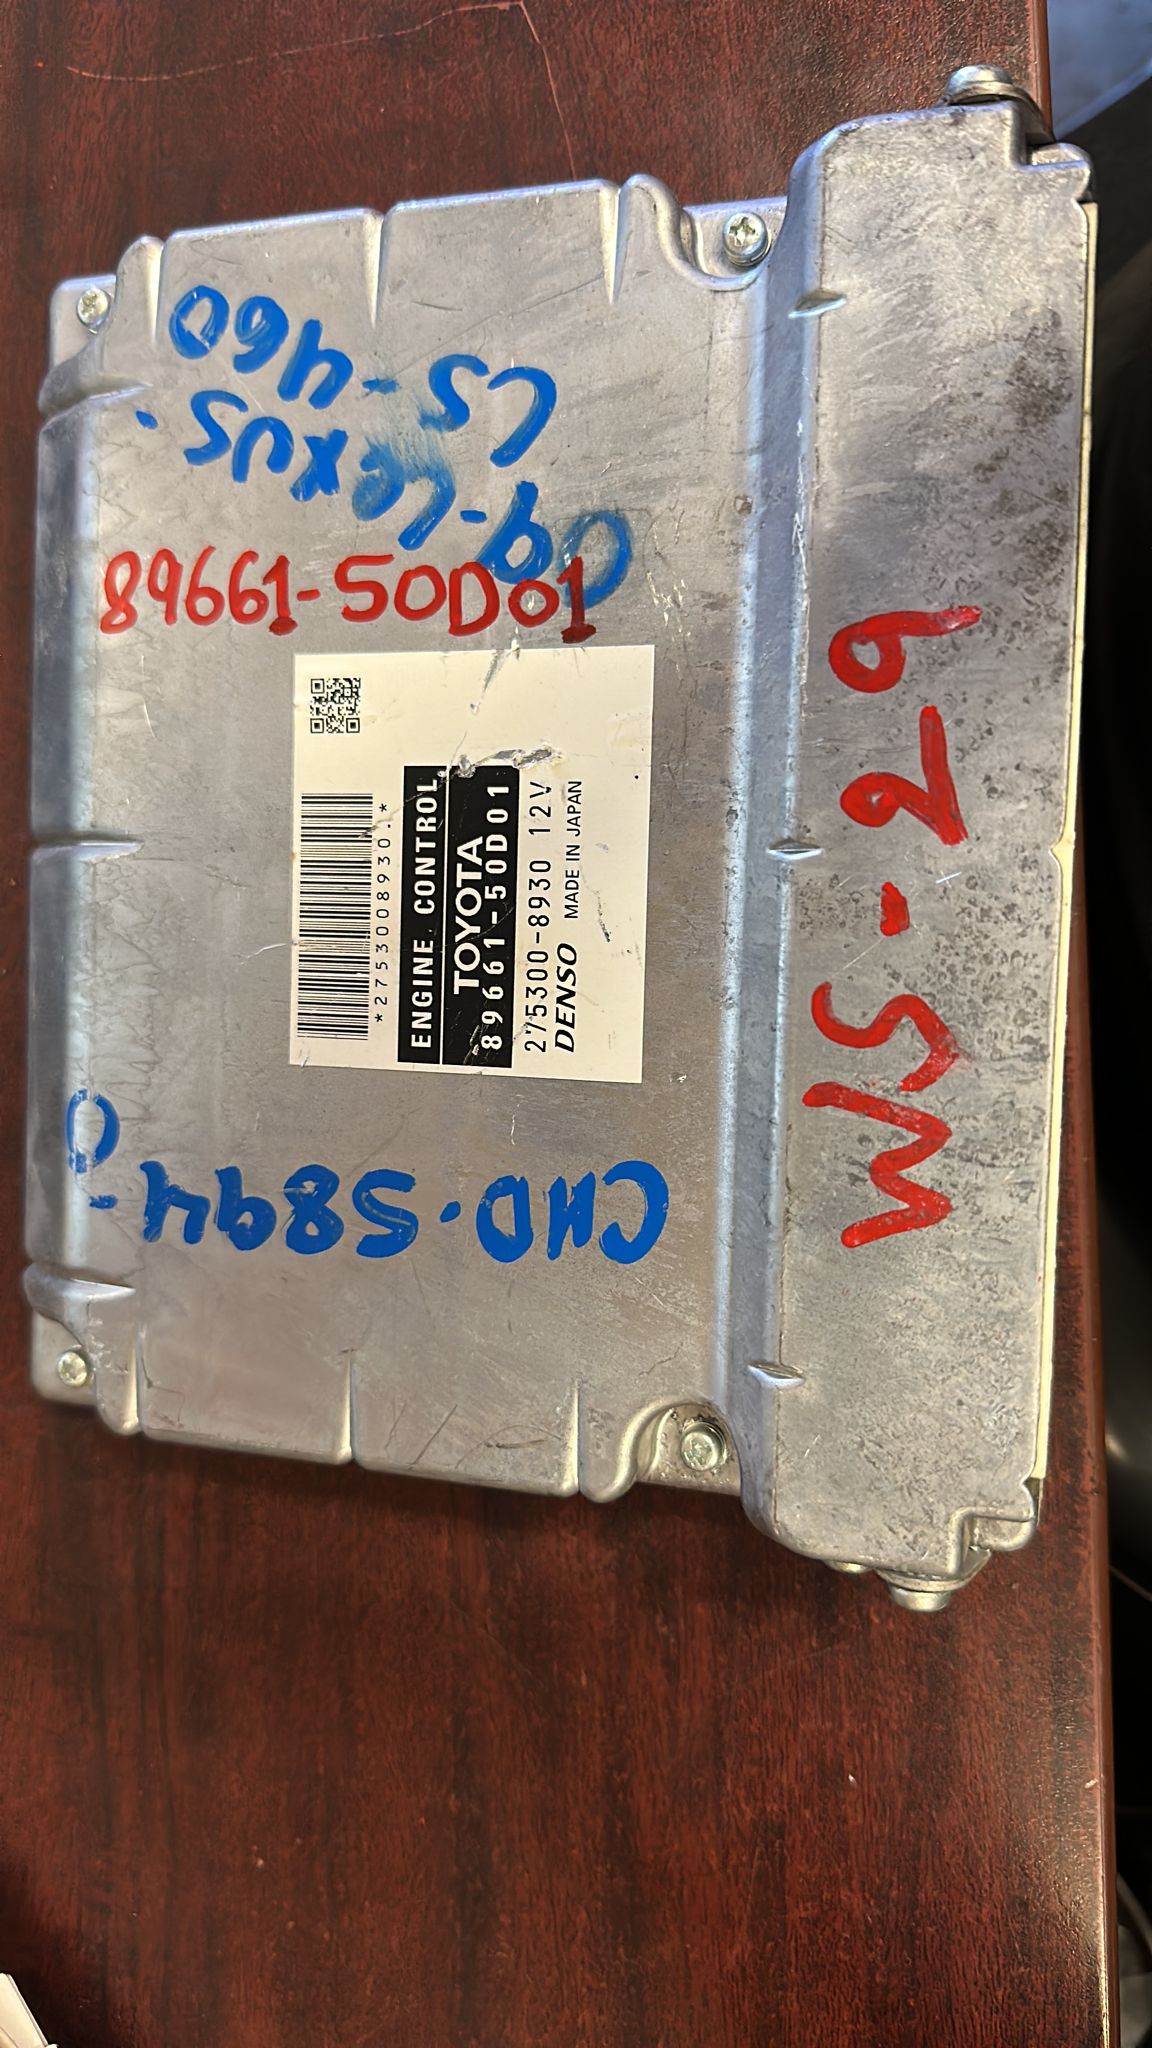 09-Lexus.
LS-460
89661-50D01
*2753008930.*
ENGINE CONTROL
TOYOTA
89661-50D01
275300-8930 12V
DENSO MADE IN JAPAN
CHD.5894-
WS-29